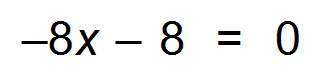 –8x – 8 = 0